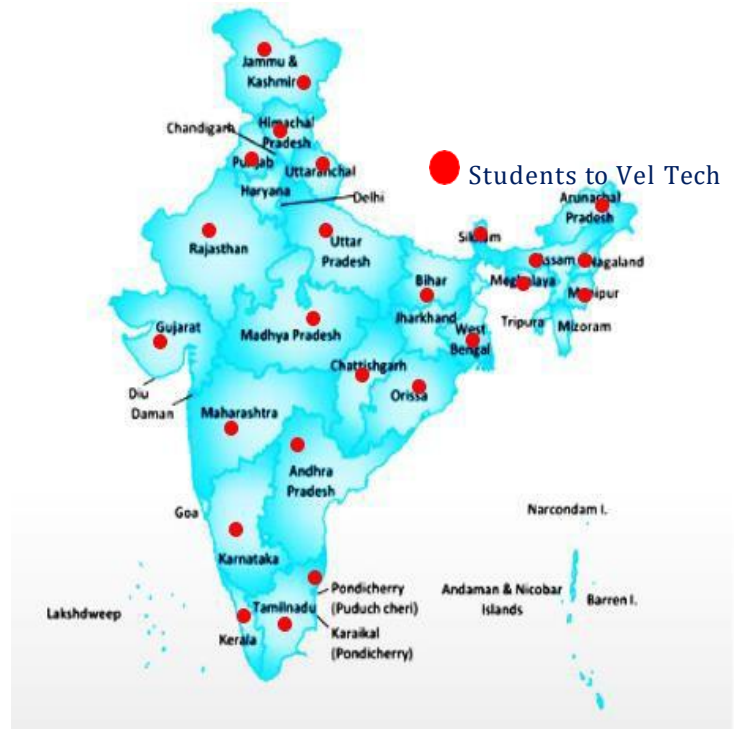 Jammu &
Kashmir
Chandigarh
Himachal
Pradesh
Punjab
Uttaranchal
Students to Vel Tech
Haryana
Delhi
Arunachal
Pradesh
Rajasthan
Uttar
Pradesh
Sikkim
Assam
Nagaland
Bihar
Meghalaya
Manipur
Gujarat
Madhya Pradesh
Jharkhand
West
Bengal
Tripura
Mizoram
Chattishgarh
Diu
Daman
Orissa
Maharashtra
Andhra
Pradesh
Goa
Narcondam I.
Karnataka
Pondicherry
(Puduch cheri)
Andaman & Nicobar
Islands
Barren I.
Lakshdweep
Tamilnadu
Kerala
Karaikal
(Pondicherry)